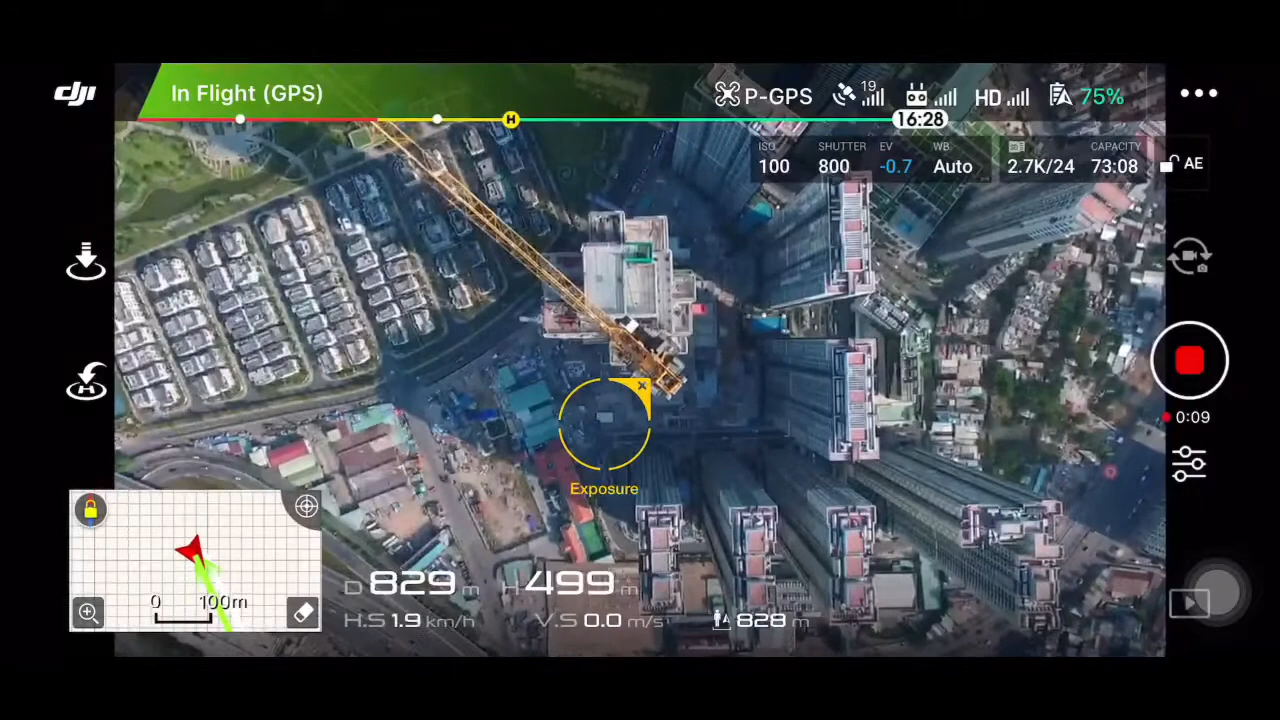 dji
In Flight (GPS)
P-GPS
19
HD
75%
H
16:28
ISO
100
SHUTTER
800
EV
-0.7
WB
Auto
2.7K/24
CAPACITY
73:08
AE
H
0:09
Exposure
0 100m
D 829 m
H 499 m
H.S 1.9 km/h
V.S 0.0 m/s
828 m